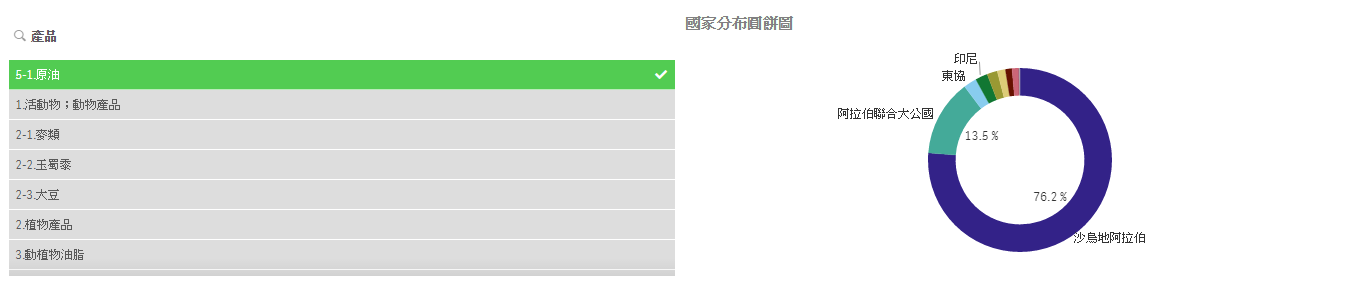 產品
5-1.原油
1.活動物；動物產品
2-1.麥類
2-2.玉蜀黍
2-3.大豆
2.植物產品
3.動植物油脂
國家分布圓餅圖
印尼
東協
阿拉伯聯合大公國
13.5 %
76.2 %
沙烏地阿拉伯